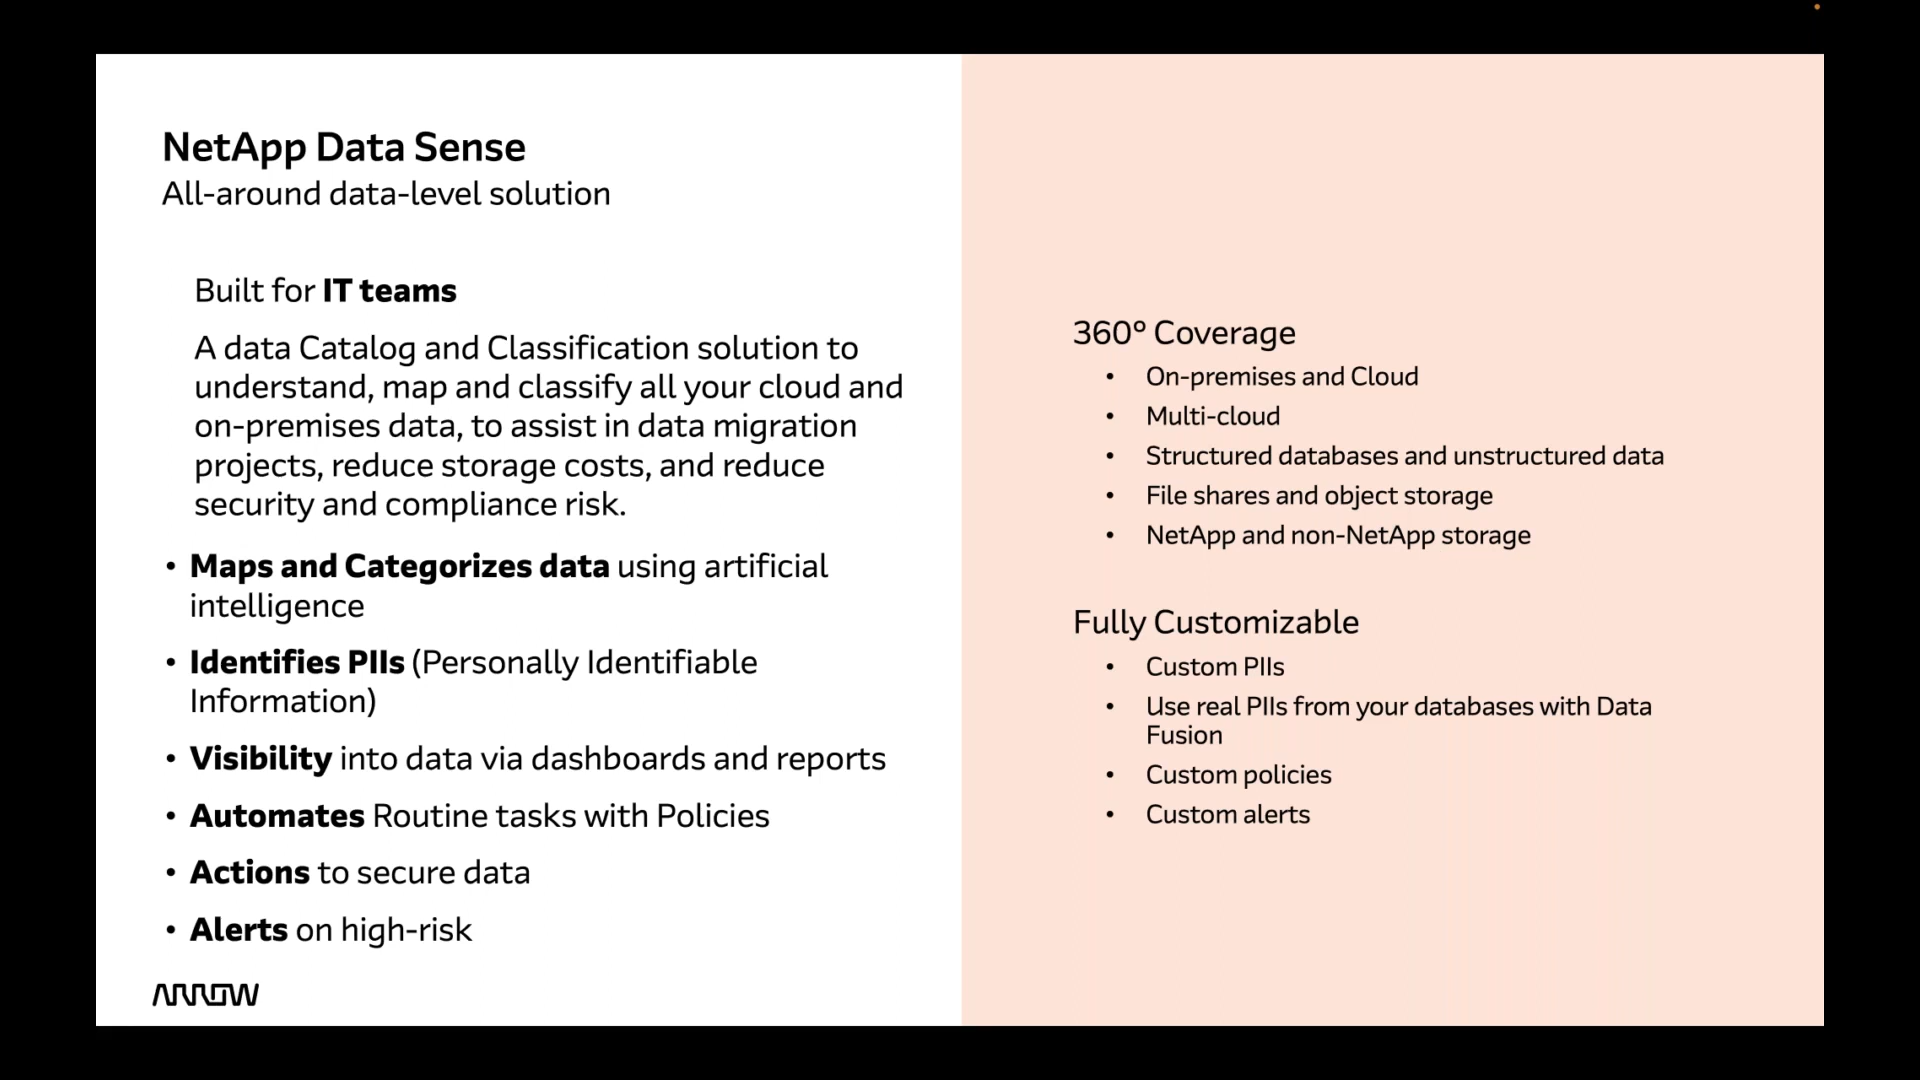 NetApp Data Sense
All-around data-level solution
Built for IT teams
A data Catalog and Classification solution to
understand, map and classify all your cloud and
on-premises data, to assist in data migration
projects, reduce storage costs, and reduce
security and compliance risk.
• Maps and Categorizes data using artificial
intelligence
• Identifies PIIs (Personally Identifiable
Information)
• Visibility into data via dashboards and reports
• Automates Routine tasks with Policies
• Actions to secure data
• Alerts on high-risk
ARROW
360° Coverage
• On-premises and Cloud
• Multi-cloud
• Structured databases and unstructured data
• File shares and object storage
• NetApp and non-NetApp storage
Fully Customizable
• Custom PIIs
• Use real PIIs from your databases with Data
Fusion
• Custom policies
• Custom alerts